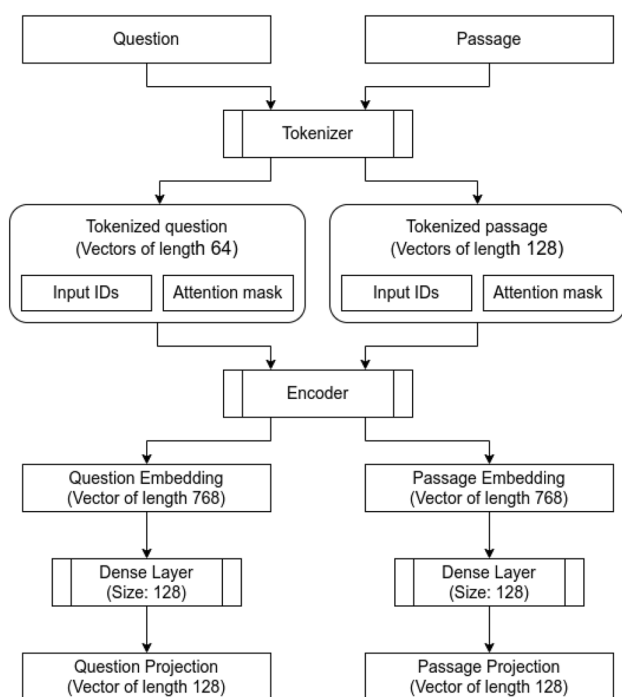 Question
Passage
Tokenizer
Tokenized question
(Vectors of length 64)
Input IDs
Attention mask
Tokenized passage
(Vectors of length 128)
Input IDs
Attention mask
Encoder
Question Embedding
(Vector of length 768)
Passage Embedding
(Vector of length 768)
Dense Layer
(Size: 128)
Dense Layer
(Size: 128)
Question Projection
(Vector of length 128)
Passage Projection
(Vector of length 128)